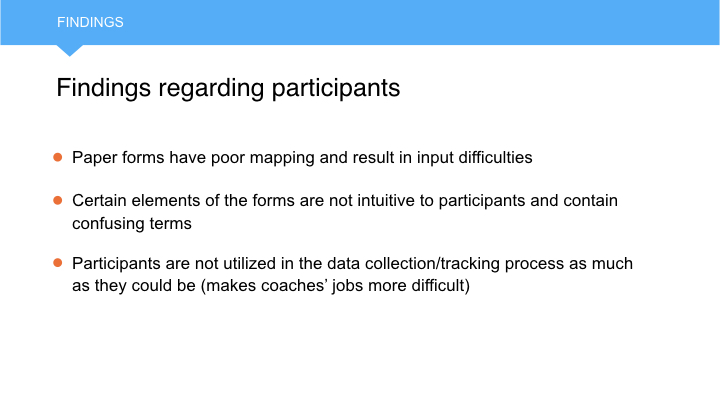 FINDINGS
Findings regarding participants
Paper forms have poor mapping and result in input difficulties
Certain elements of the forms are not intuitive to participants and contain
confusing terms
Participants are not utilized in the data collection/tracking process as much
as they could be (makes coaches’ jobs more difficult)